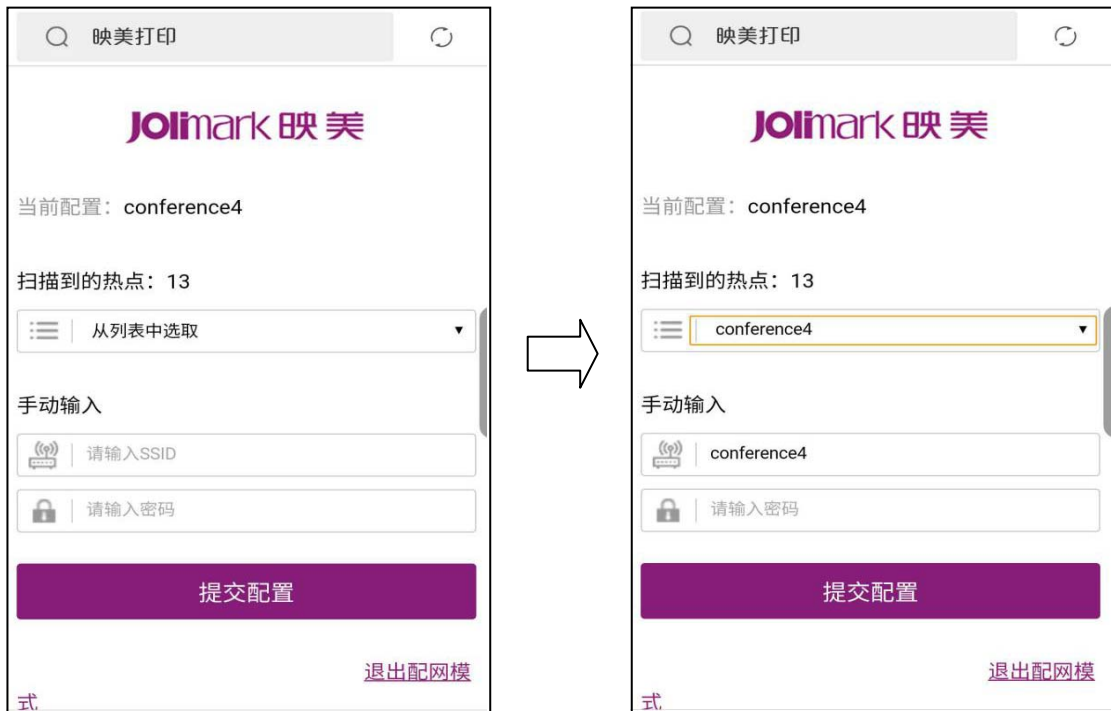 映美打印
Jolimark 映美
当前配置：conference4
扫描到的热点：13
从列表中选取
手动输入
请输入SSID
请输入密码
提交配置
退出配网模
式
映美打印
Jolimark 映美
当前配置：conference4
扫描到的热点：13
conference4
手动输入
conference4
请输入密码
提交配置
退出配网模
式